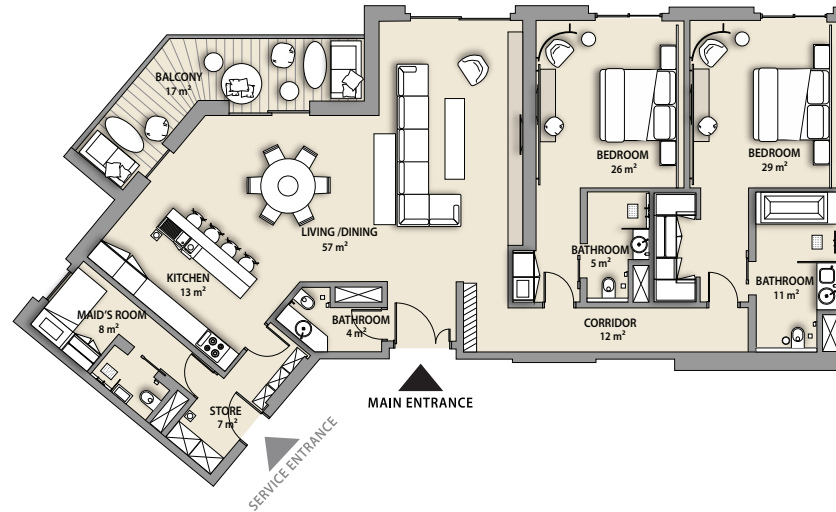 BALCONY
17 m²
BEDROOM
26 m²
BEDROOM
29 m²
LIVING /DINING
57 m²
BATHROOM
5 m²
KITCHEN
13 m²
BATHROOM
11 m²
MAID'S ROOM
8 m²
BATHROOM
4 m²
CORRIDOR
12 m²
MAIN ENTRANCE
STORE
7 m²
SERVICE ENTRANCE